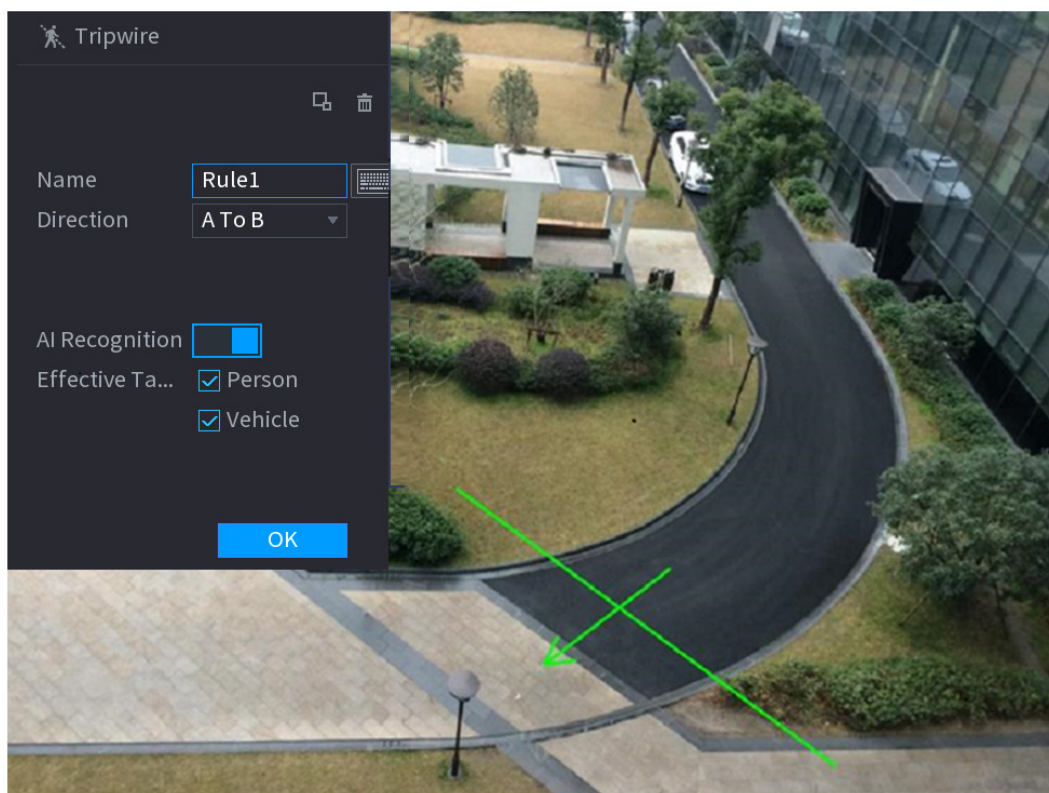 Tripwire
Name Rule1
Direction A To B
AI Recognition
Effective Ta...
Person
Vehicle
OK